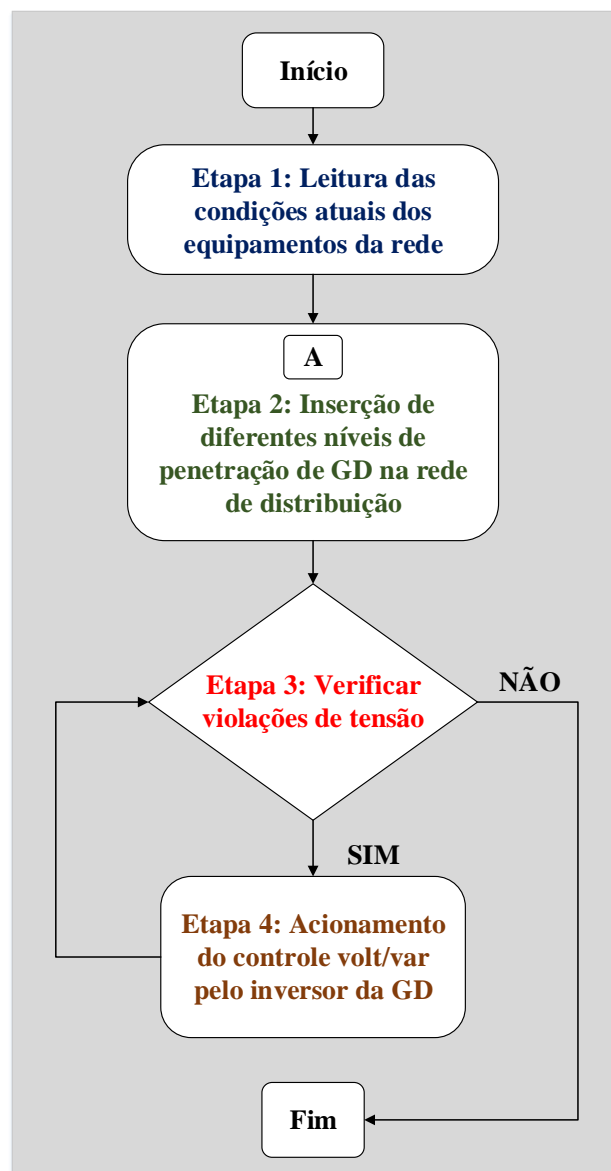 Início
Etapa 1: Leitura das
condições atuais dos
equipamentos da rede
A
Etapa 2: Inserção de
diferentes níveis de
penetração de GD na rede
de distribuição
Etapa 3: Verificar
violações de tensão
NÃO
SIM
Etapa 4: Acionamento
do controle volt/var
pelo inversor da GD
Fim